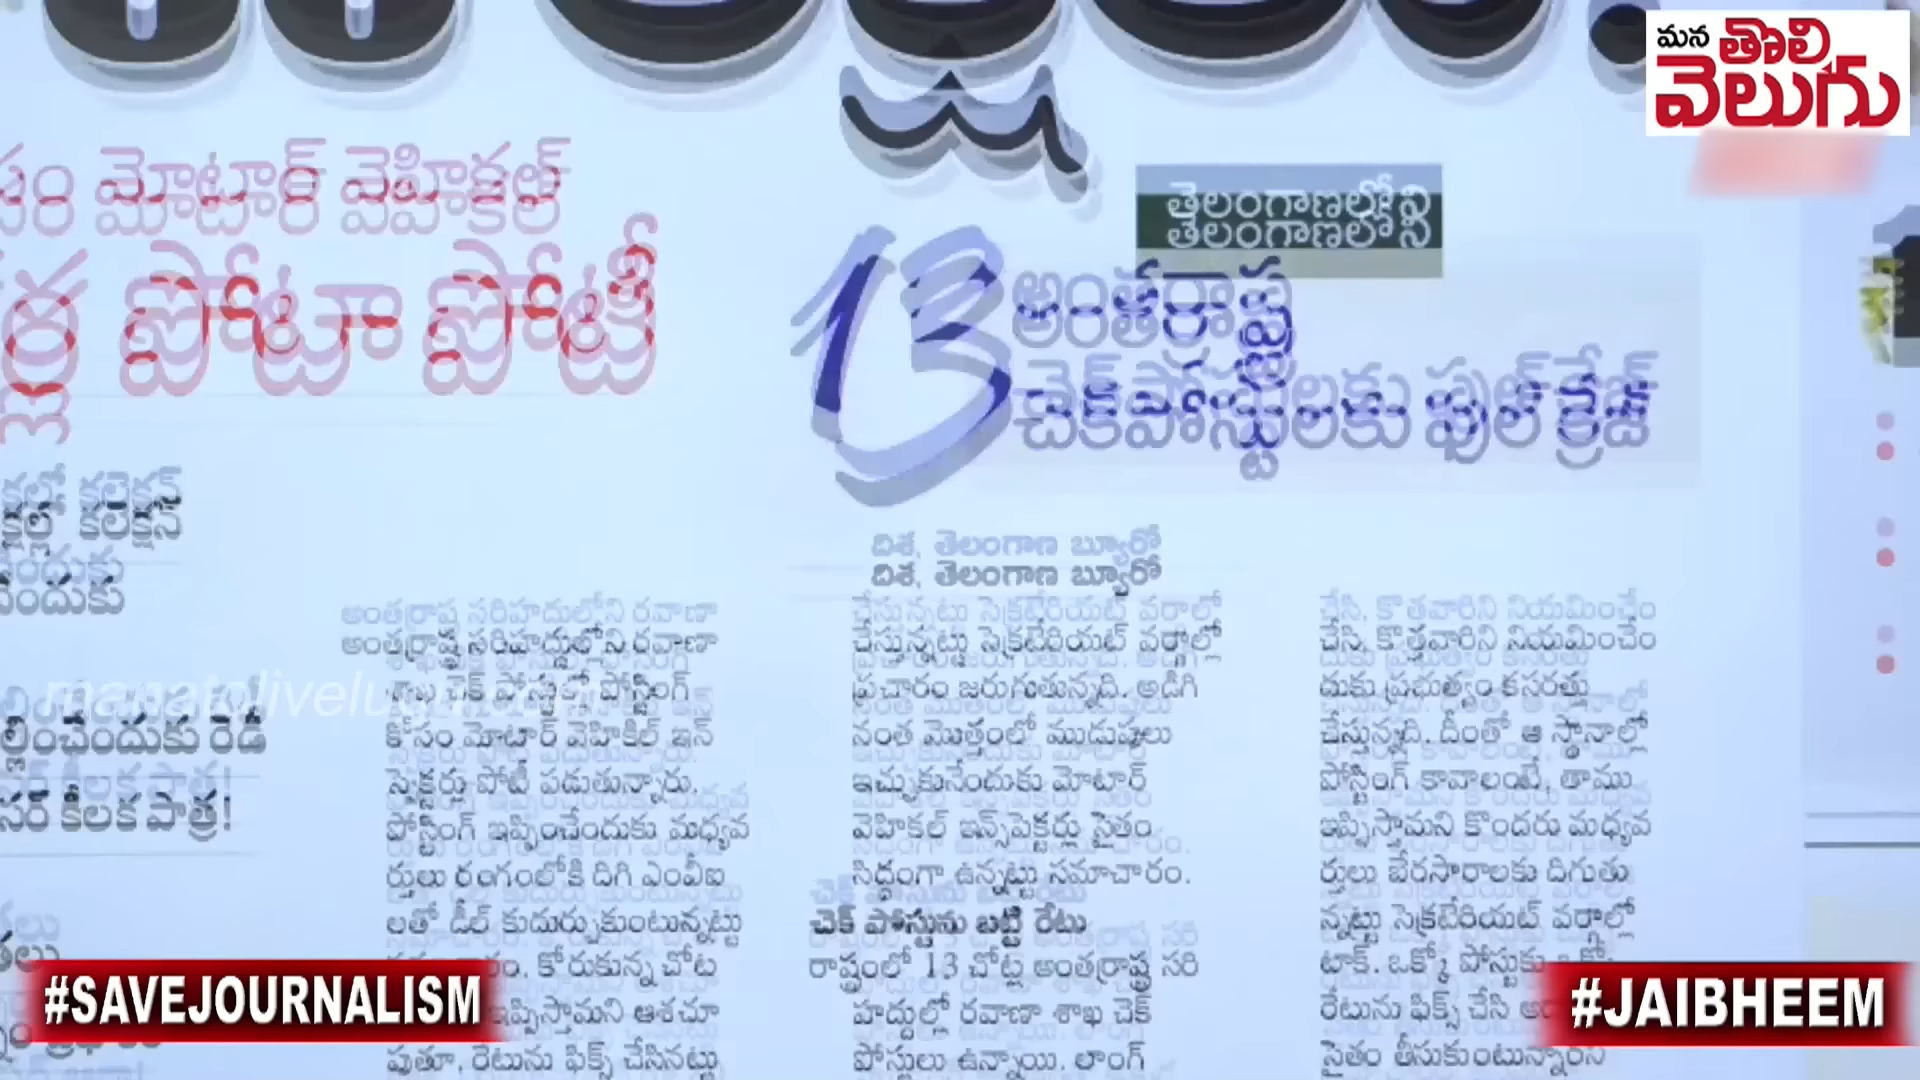 మన తొలి
వెలుగు
సం మోటార్ వెహికల్
పోటా పోటీ
తెలంగాణలోని
13 అంతర్రాష్ట్ర
చెక్‌పోస్టులకు ఫుల్ క్రేజ్
కలెక్షన్
రెడీ
కీలక పాత్ర!
దిశ, తెలంగాణ బ్యూరో
అంతర్రాష్ట్ర సరిహద్దుల్లోని రవాణా
శాఖ చెక్ పోస్టుల్లో పోస్టింగ్
కోసం మోటార్ వెహికిల్ ఇన్
స్పెక్టర్లు పోటీ పడుతున్నారు.
పోస్టింగ్ ఇప్పించేందుకు మధ్యవ
ర్తులు రంగంలోకి దిగి ఎంవీఐ
లతో డీల్ కుదుర్చుకుంటున్నట్టు
కోరుకున్న చోట
ఇప్పిస్తామని ఆశచూ
పుతూ. రేటును ఫిక్స్ చేసినట్టు
చేస్తున్నట్టు సెక్రటేరియట్ వర్గాల్లో
ప్రచారం జరుగుతున్నది. అడిగి
నంత మొత్తంలో ముడుపులు
ఇచ్చుకునేందుకు మోటార్
వెహికల్ ఇన్స్‌పెక్టర్లు సైతం
సిద్ధంగా ఉన్నట్టు సమాచారం.
చెక్ పోస్టును బట్టి రేటు
రాష్ట్రంలో 13 చోట్ల అంతర్రాష్ట్ర సరి
హద్దుల్లో రవాణా శాఖ చెక్
పోస్టులు ఉన్నాయి. లాంగ్
చేసి, కొత్తవారిని నియమించేం
దుకు ప్రభుత్వం కసరత్తు
చేస్తున్నది. దీంతో ఆ స్థానాల్లో
పోస్టింగ్ కావాలంటే, తాము
ఇప్పిస్తామని కొందరు మధ్యవ
ర్తులు బేరసారాలకు దిగుతు
న్నట్టు సెక్రటేరియట్ వర్గాల్లో
టాక్. ఒక్కో పోస్టుకు ఒక్కో
రేటును ఫిక్స్ చేసి
సైతం తీసుకుంటున్నారని
#SAVEJOURNALISM
#JAIBHEEM